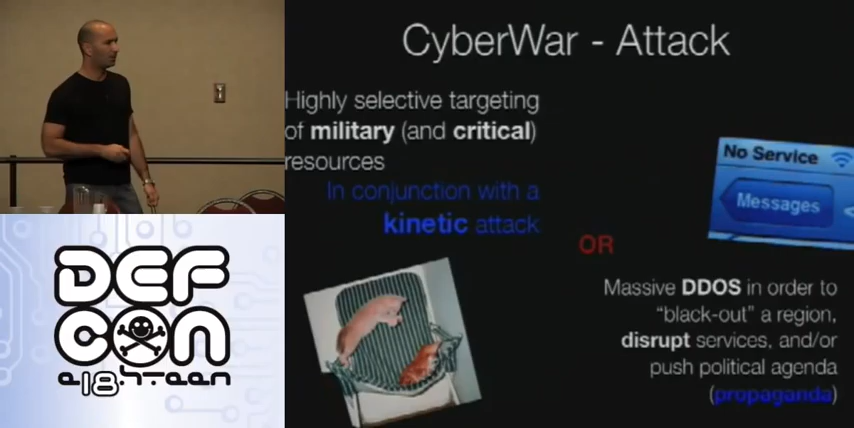 CyberWar - Attack
Highly selective targeting
of military (and critical)
resources
In conjunction with a
kinetic attack
OR
No Service
Messages
Massive DDOS in order to
"black-out" a region,
disrupt services, and/or
push political agenda
(propaganda)
DEF
CON
e18hteen